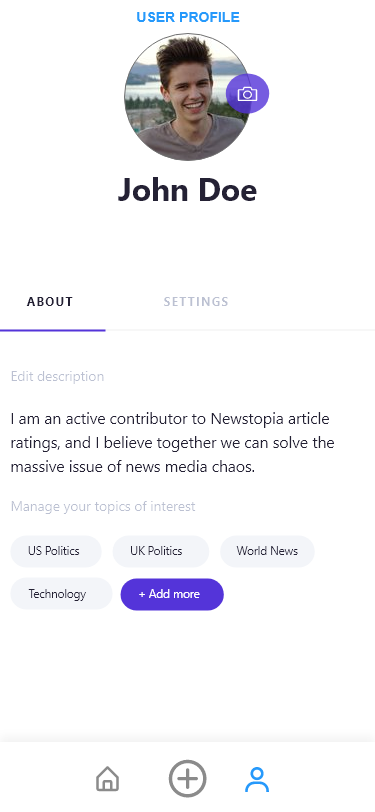 USER PROFILE
John Doe
ABOUT
SETTINGS
Edit description
I am an active contributor to Newstopia article
ratings, and I believe together we can solve the
massive issue of news media chaos.
Manage your topics of interest
US Politics
UK Politics
World News
Technology
+ Add more